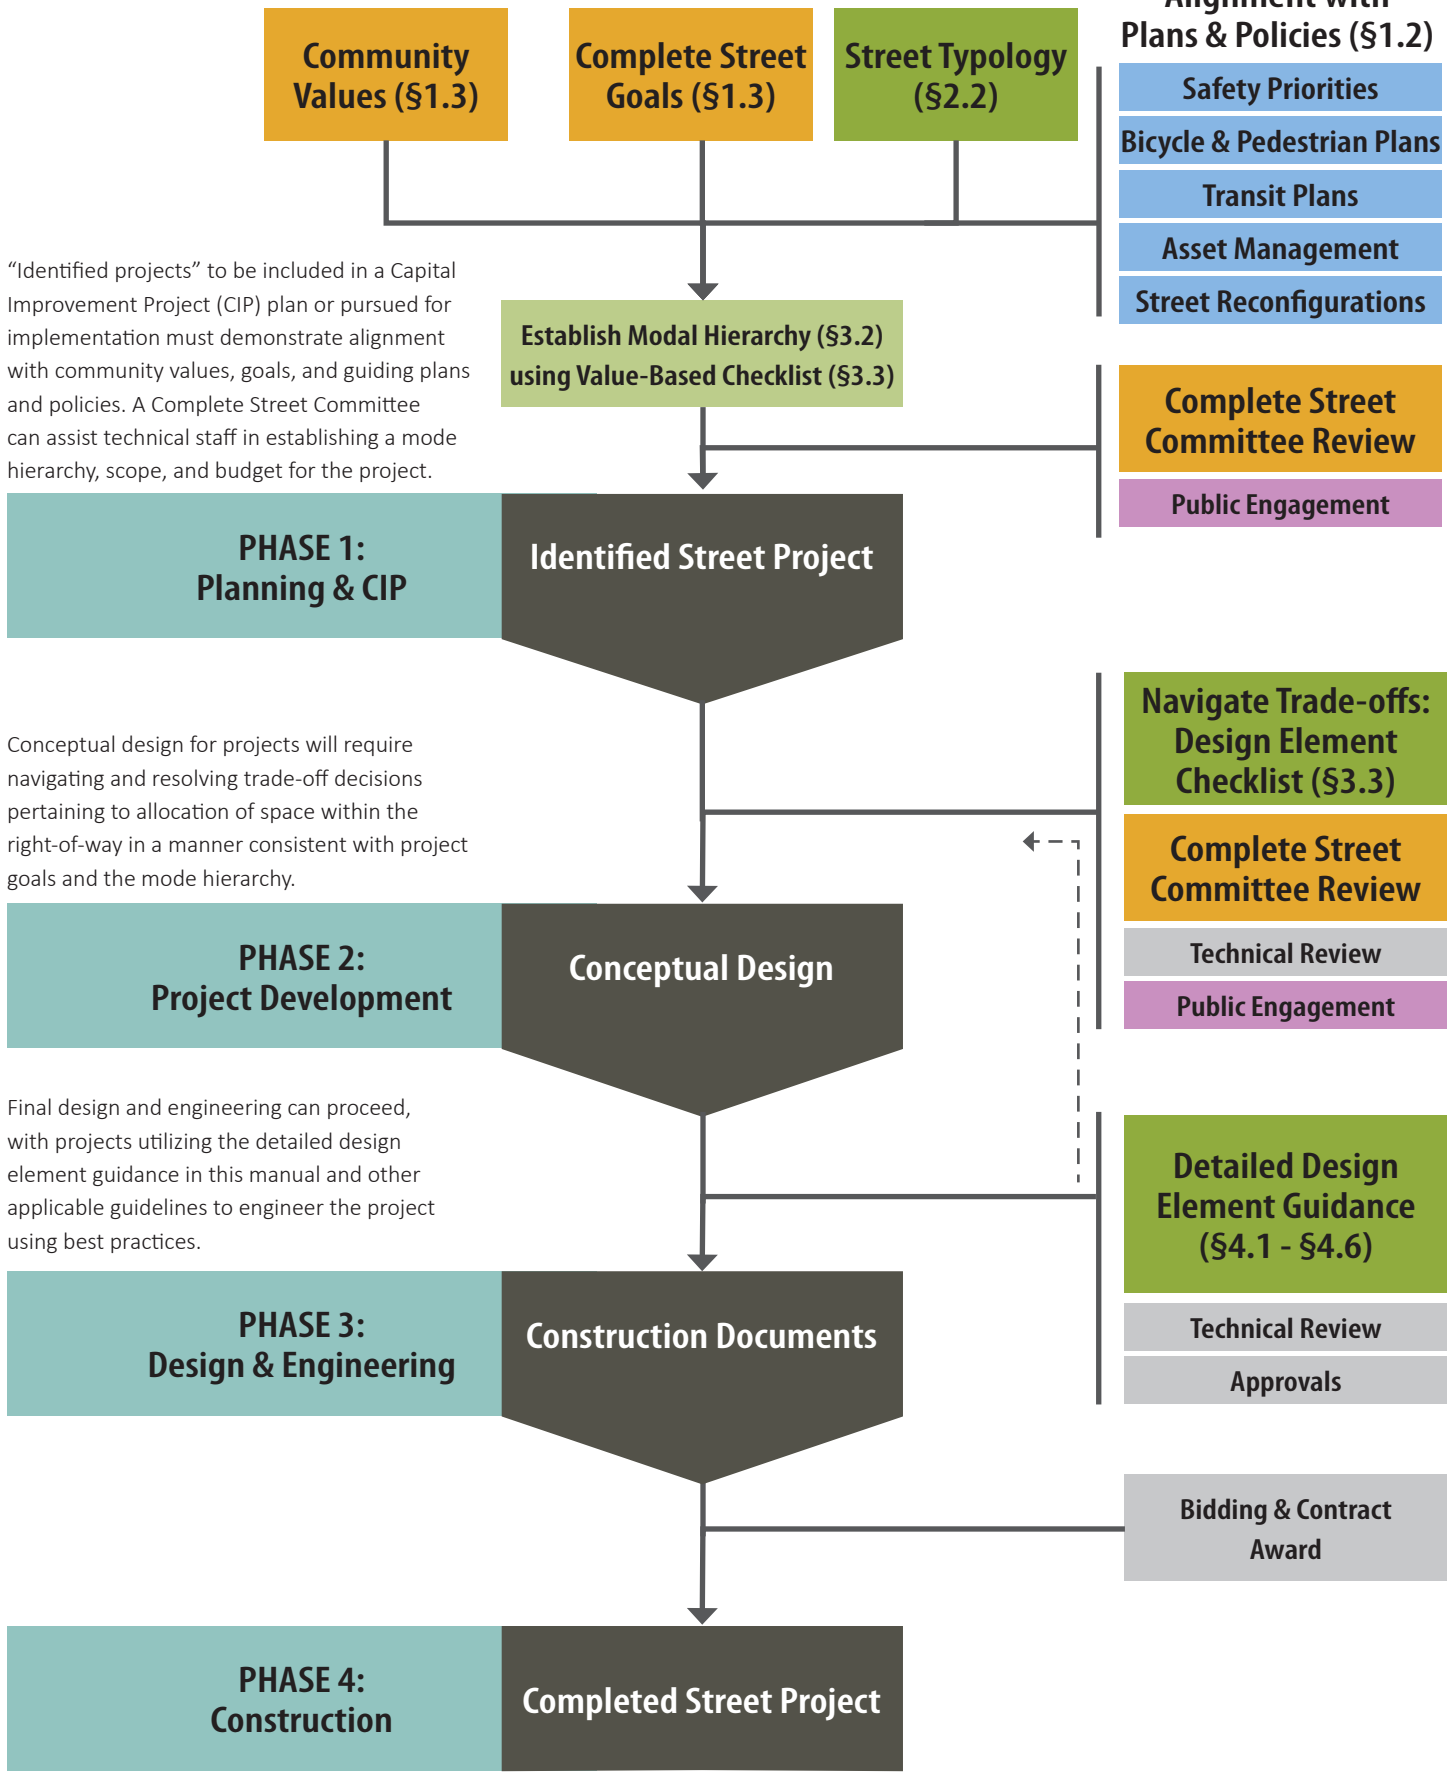 Community
Values (§1.3)
Complete Street
Goals (§1.3)
Street Typology
(§2.2)
Alignment with
Plans & Policies (§1.2)
Safety Priorities
Bicycle & Pedestrian Plans
Transit Plans
Asset Management
Street Reconfigurations
“Identified projects” to be included in a Capital
Improvement Project (CIP) plan or pursued for
implementation must demonstrate alignment
with community values, goals, and guiding plans
and policies. A Complete Street Committee
can assist technical staff in establishing a mode
hierarchy, scope, and budget for the project.
Establish Modal Hierarchy (§3.2)
using Value-Based Checklist (§3.3)
Complete Street
Committee Review
Public Engagement
PHASE 1:
Planning & CIP
Identified Street Project
Conceptual design for projects will require
navigating and resolving trade-off decisions
pertaining to allocation of space within the
right-of-way in a manner consistent with project
goals and the mode hierarchy.
Navigate Trade-offs:
Design Element
Checklist (§3.3)
Complete Street
Committee Review
Technical Review
Public Engagement
PHASE 2:
Project Development
Conceptual Design
Final design and engineering can proceed,
with projects utilizing the detailed design
element guidance in this manual and other
applicable guidelines to engineer the project
using best practices.
Detailed Design
Element Guidance
(§4.1 - §4.6)
Technical Review
Approvals
PHASE 3:
Design & Engineering
Construction Documents
Bidding & Contract
Award
PHASE 4:
Construction
Completed Street Project